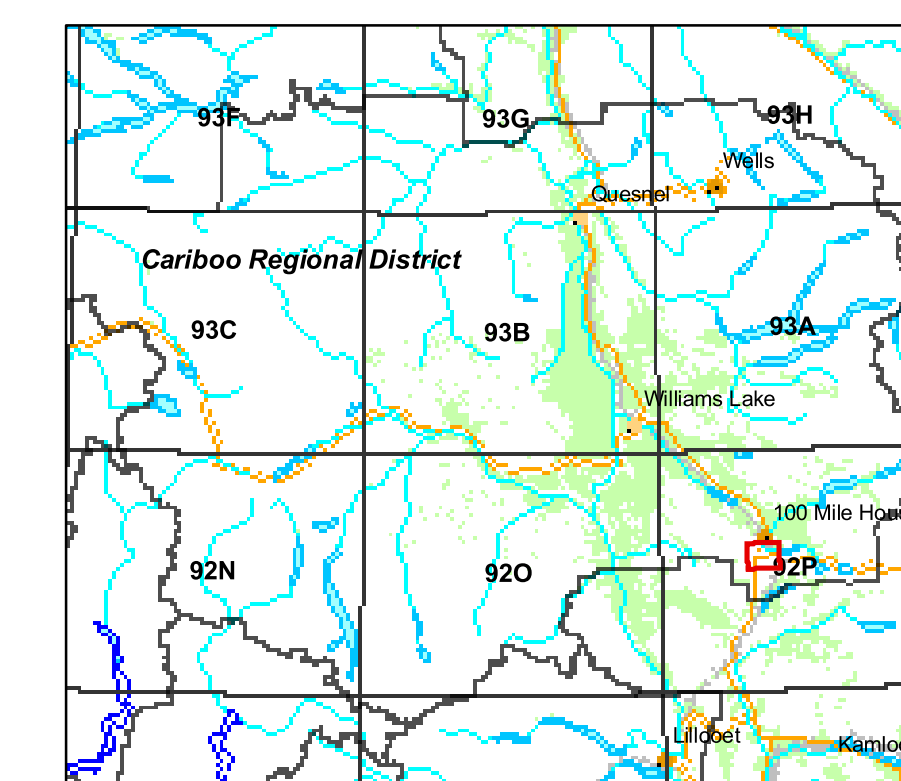 93F
93G
93H
Wells
Quesnel
Cariboo Regional District
93C
93B
93A
Williams Lake
100 Mile Hou
92N
92O
92P
Lillooet
Kamloo